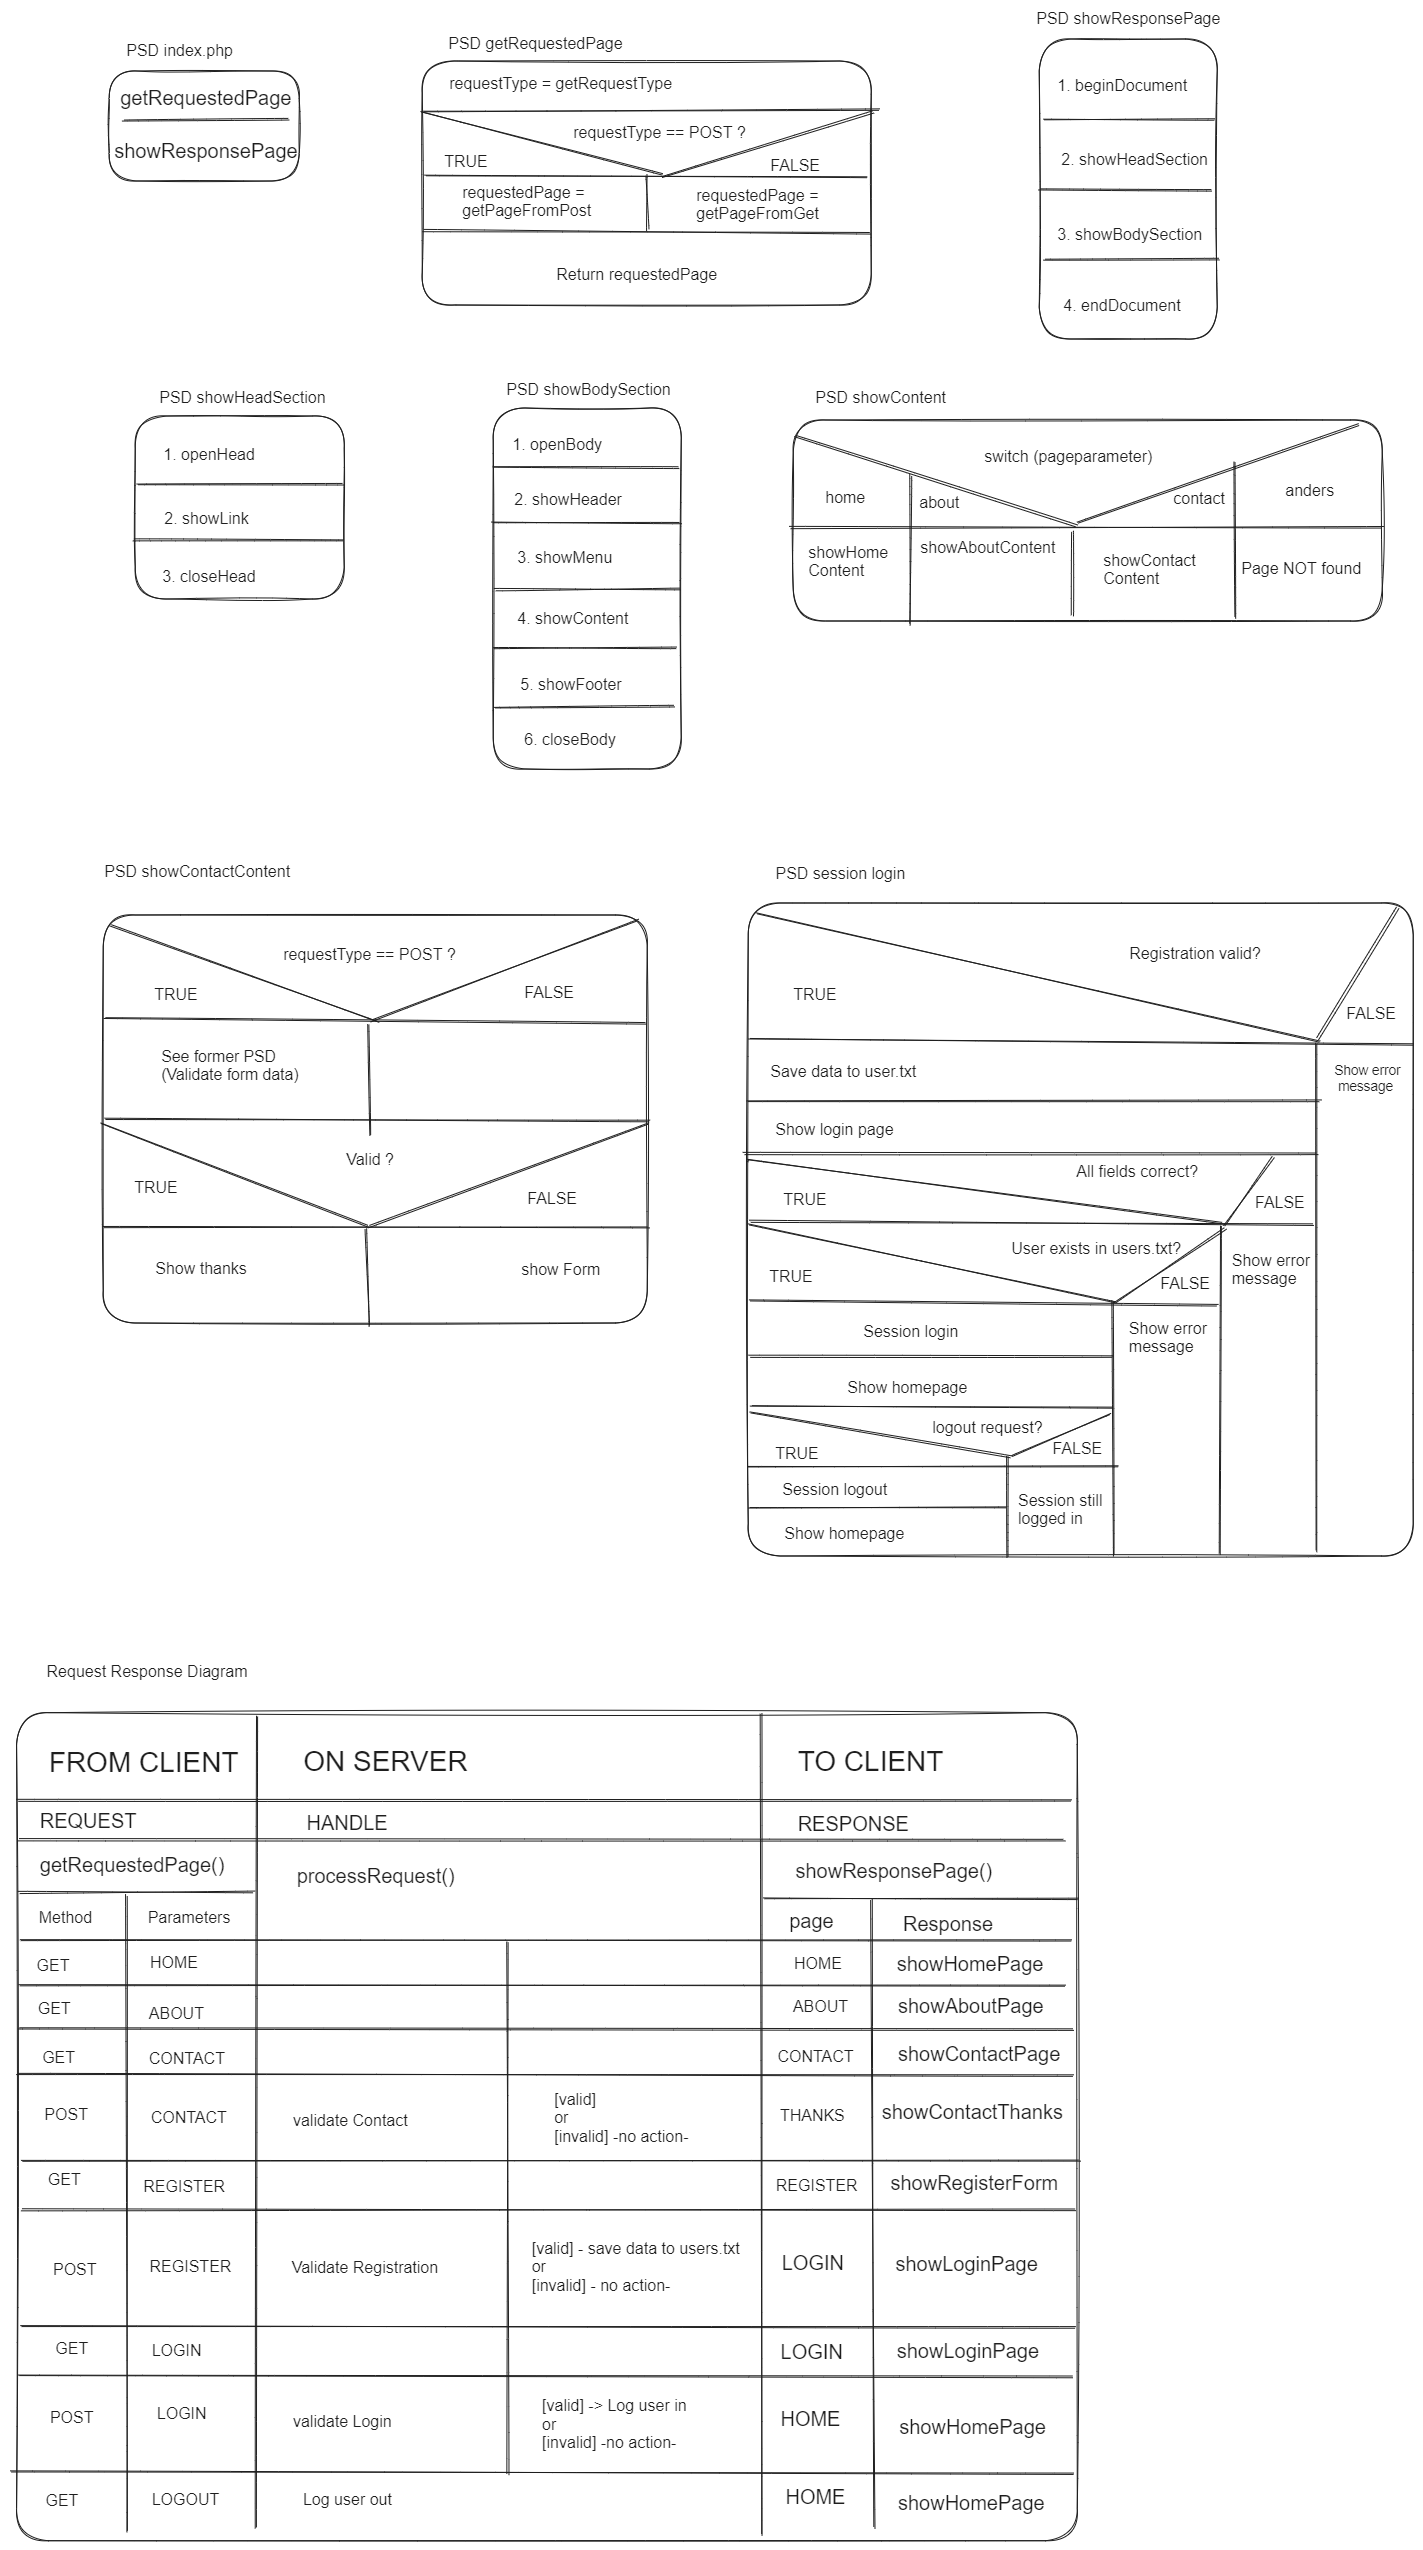 PSD index.php
getRequestedPage
showResponsePage
PSD getRequestedPage
requestType = getRequestType
requestType == POST ?
TRUE
FALSE
requestedPage =
getPageFromPost
requestedPage =
getPageFromGet
Return requestedPage
PSD showResponsePage
1. beginDocument
2. showHeadSection
3. showBodySection
4. endDocument
PSD showHeadSection
1. openHead
2. showLink
3. closeHead
PSD showBodySection
1. openBody
2. showHeader
3. showMenu
4. showContent
5. showFooter
6. closeBody
PSD showContent
switch (pageparameter)
home
about
contact
anders
showHome
Content
showAboutContent
showContact
Content
Page NOT found
PSD showContactContent
requestType == POST ?
TRUE
FALSE
See former PSD
(Validate form data)
Valid ?
TRUE
FALSE
Show thanks
show Form
PSD session login
Registration valid?
TRUE
FALSE
Save data to user.txt
Show error
message
Show login page
All fields correct?
TRUE
FALSE
User exists in users.txt?
Show error
message
TRUE
FALSE
Session login
Show error
message
Show homepage
logout request?
TRUE
FALSE
Session logout
Session still
logged in
Show homepage
Request Response Diagram
FROM CLIENT
ON SERVER
TO CLIENT
REQUEST
HANDLE
RESPONSE
getRequestedPage()
processRequest()
showResponsePage()
Method
Parameters
page
Response
GET
HOME
HOME
showHomePage
GET
ABOUT
ABOUT
showAboutPage
GET
CONTACT
CONTACT
showContactPage
POST
CONTACT
validate Contact
[valid]
or
[invalid] -no action-
THANKS
showContactThanks
GET
REGISTER
REGISTER
showRegisterForm
POST
REGISTER
Validate Registration
[valid] - save data to users.txt
or
[invalid] - no action-
LOGIN
showLoginPage
GET
LOGIN
LOGIN
showLoginPage
POST
LOGIN
validate Login
[valid] -> Log user in
or
[invalid] -no action-
HOME
showHomePage
GET
LOGOUT
Log user out
HOME
showHomePage